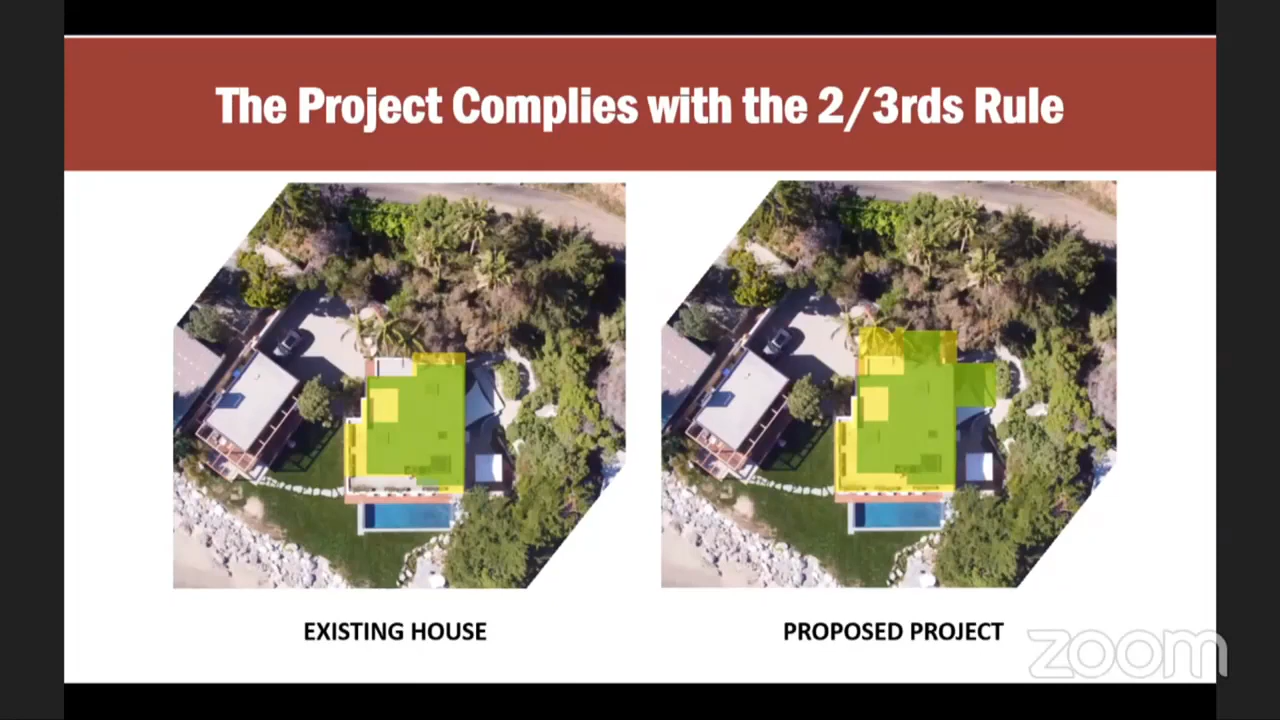 The Project Complies with the 2/3rds Rule
EXISTING HOUSE
PROPOSED PROJECT
zoom